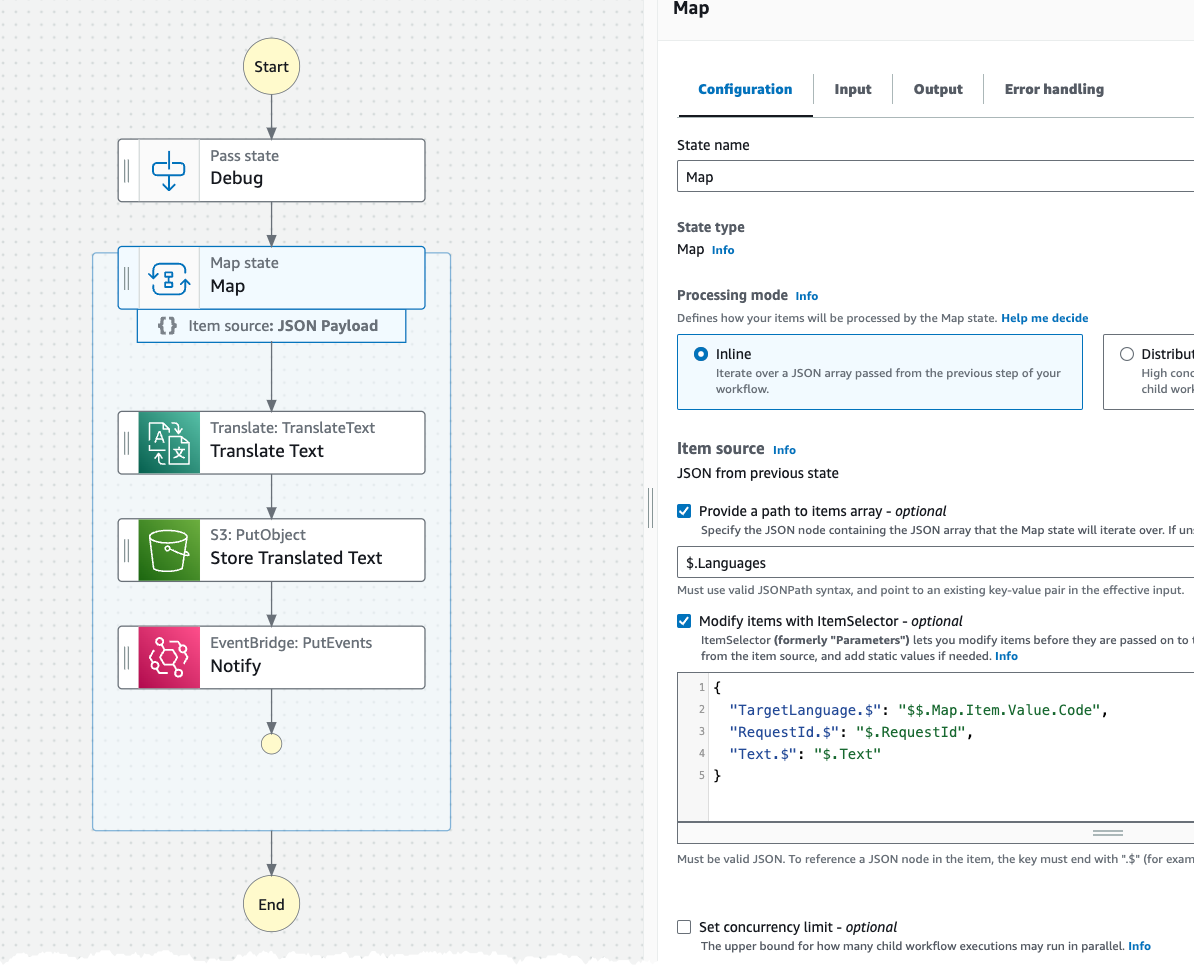 Start
Pass state
Debug
Map state
Map
{} Item source: JSON Payload
Translate: TranslateText
Translate Text
S3: PutObject
Store Translated Text
EventBridge: PutEvents
Notify
End
Map
Configuration Input Output Error handling
State name
Map
State type
Map Info
Processing mode Info
Defines how your items will be processed by the Map state. Help me decide
Inline
Iterate over a JSON array passed from the previous step of your
workflow.
Distribut
High conc
child work
Item source Info
JSON from previous state
Provide a path to items array - optional
Specify the JSON node containing the JSON array that the Map state will iterate over. If uns
$.Languages
Must use valid JSONPath syntax, and point to an existing key-value pair in the effective input.
Modify items with ItemSelector - optional
ItemSelector (formerly "Parameters") lets you modify items before they are passed on to t
from the item source, and add static values if needed. Info
1 {
2 "TargetLanguage.$": "$$.Map.Item.Value.Code",
3 "RequestId.$": "$.RequestId",
4 "Text.$": "$.Text"
5 }
Must be valid JSON. To reference a JSON node in the item, the key must end with ".$" (for exam
Set concurrency limit - optional
The upper bound for how many child workflow executions may run in parallel. Info